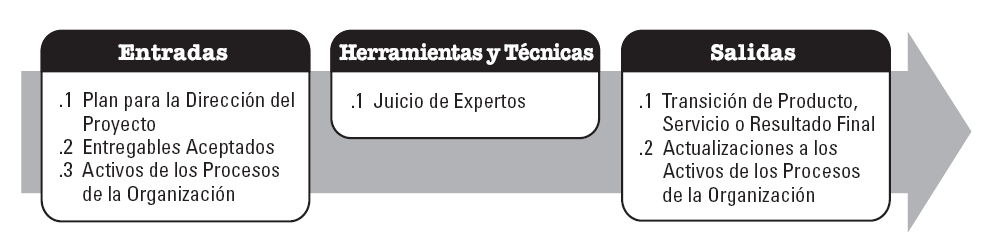 Entradas
.1 Plan para la Dirección del
Proyecto
.2 Entregables Aceptados
.3 Activos de los Procesos
de la Organización
Herramientas y Técnicas
.1 Juicio de Expertos
Salidas
.1 Transición de Producto,
Servicio o Resultado Final
.2 Actualizaciones a los
Activos de los Procesos
de la Organización